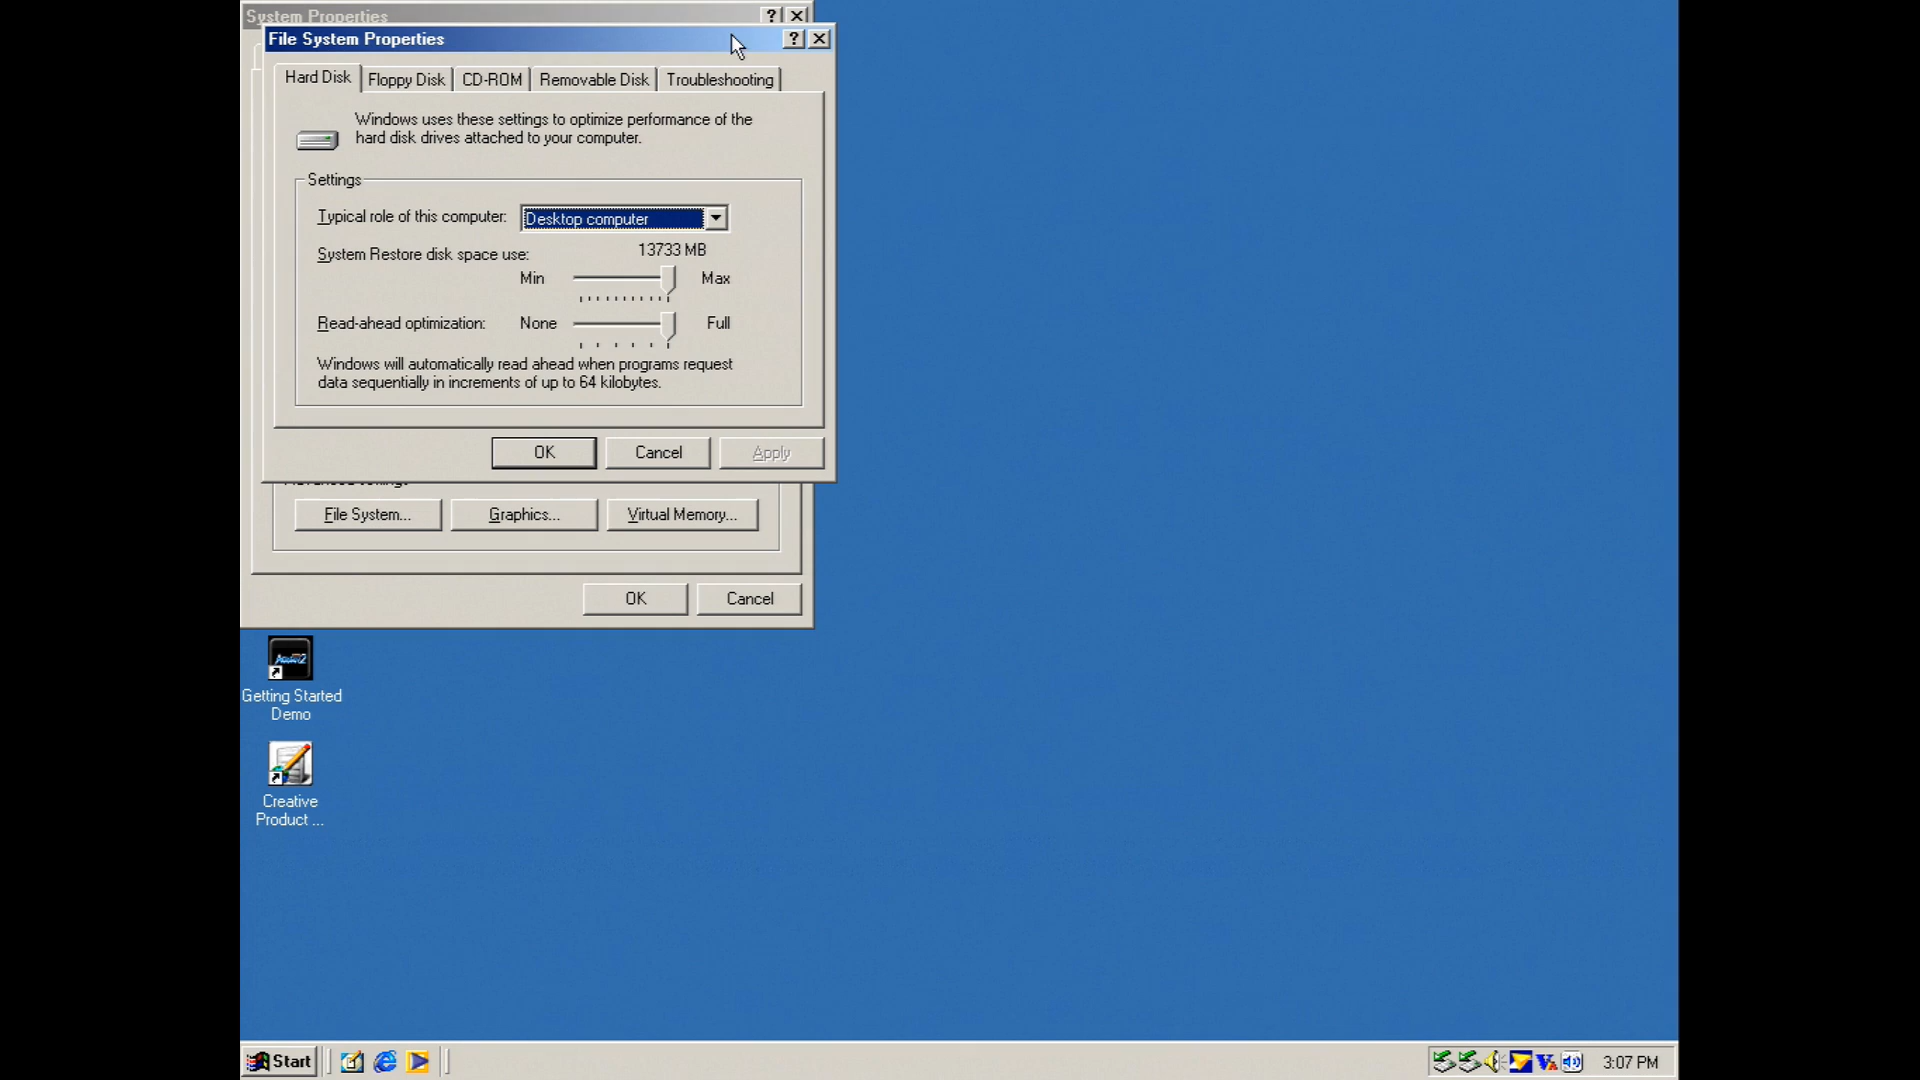 System Properties
File System Properties
Hard Disk Floppy Disk CD-ROM Removable Disk Troubleshooting
Windows uses these settings to optimize performance of the
hard disk drives attached to your computer.
Settings
Typical role of this computer: Desktop computer
System Restore disk space use: 13733 MB
Min Max
Read-ahead optimization: None Full
Windows will automatically read ahead when programs request
data sequentially in increments of up to 64 kilobytes.
OK Cancel Apply
File System... Graphics... Virtual Memory...
OK Cancel
Getting Started
Demo
Creative
Product ...
Start 3:07 PM